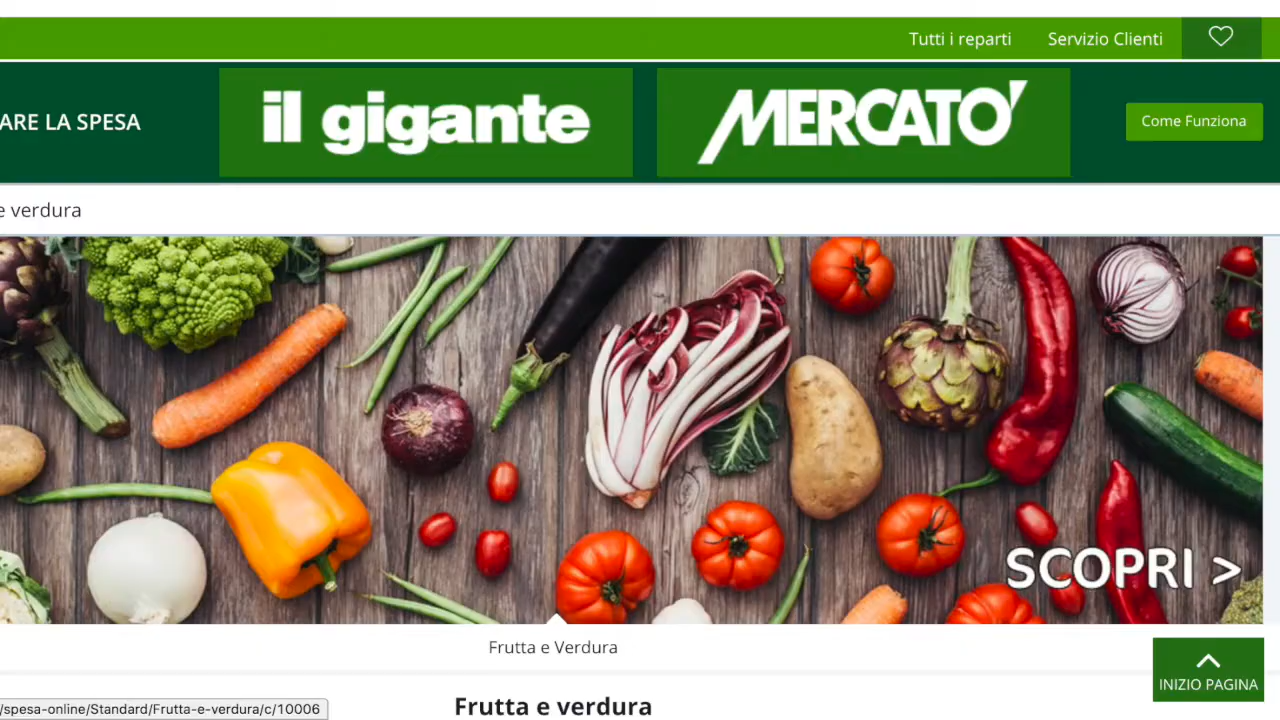 Tutti i reparti Servizio Clienti
ARE LA SPESA
il gigante
MERCATO'
Come Funziona
e verdura
SCOPRI >
Frutta e Verdura
INIZIO PAGINA
/spesa-online/Standard/Frutta-e-verdura/c/10006
Frutta e verdura